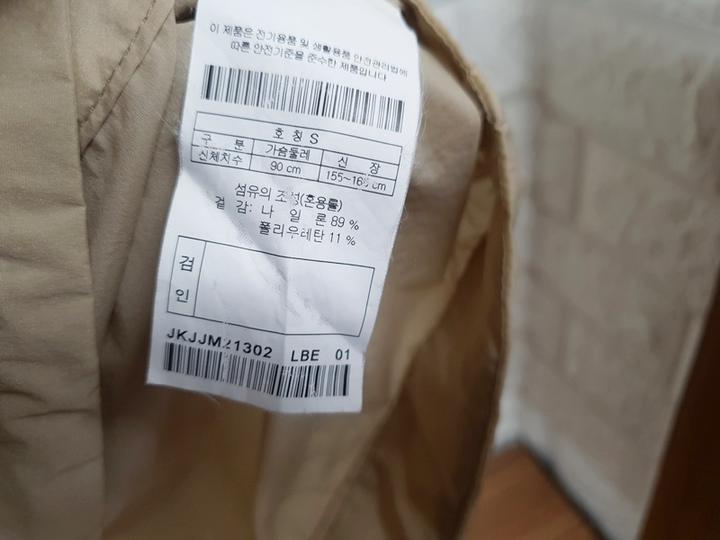 이 제품은 전기용품 및 생활용품 안전관리법에
따른 안전기준을 준수한 제품입니다
호 칭 S
구 분 가슴둘레 신 장
신체치수 90 cm cm
섬유의 조성(혼용률)
겉 감: 나 일 론 89 %
폴리우레탄 11 %
검
인
LBE 01